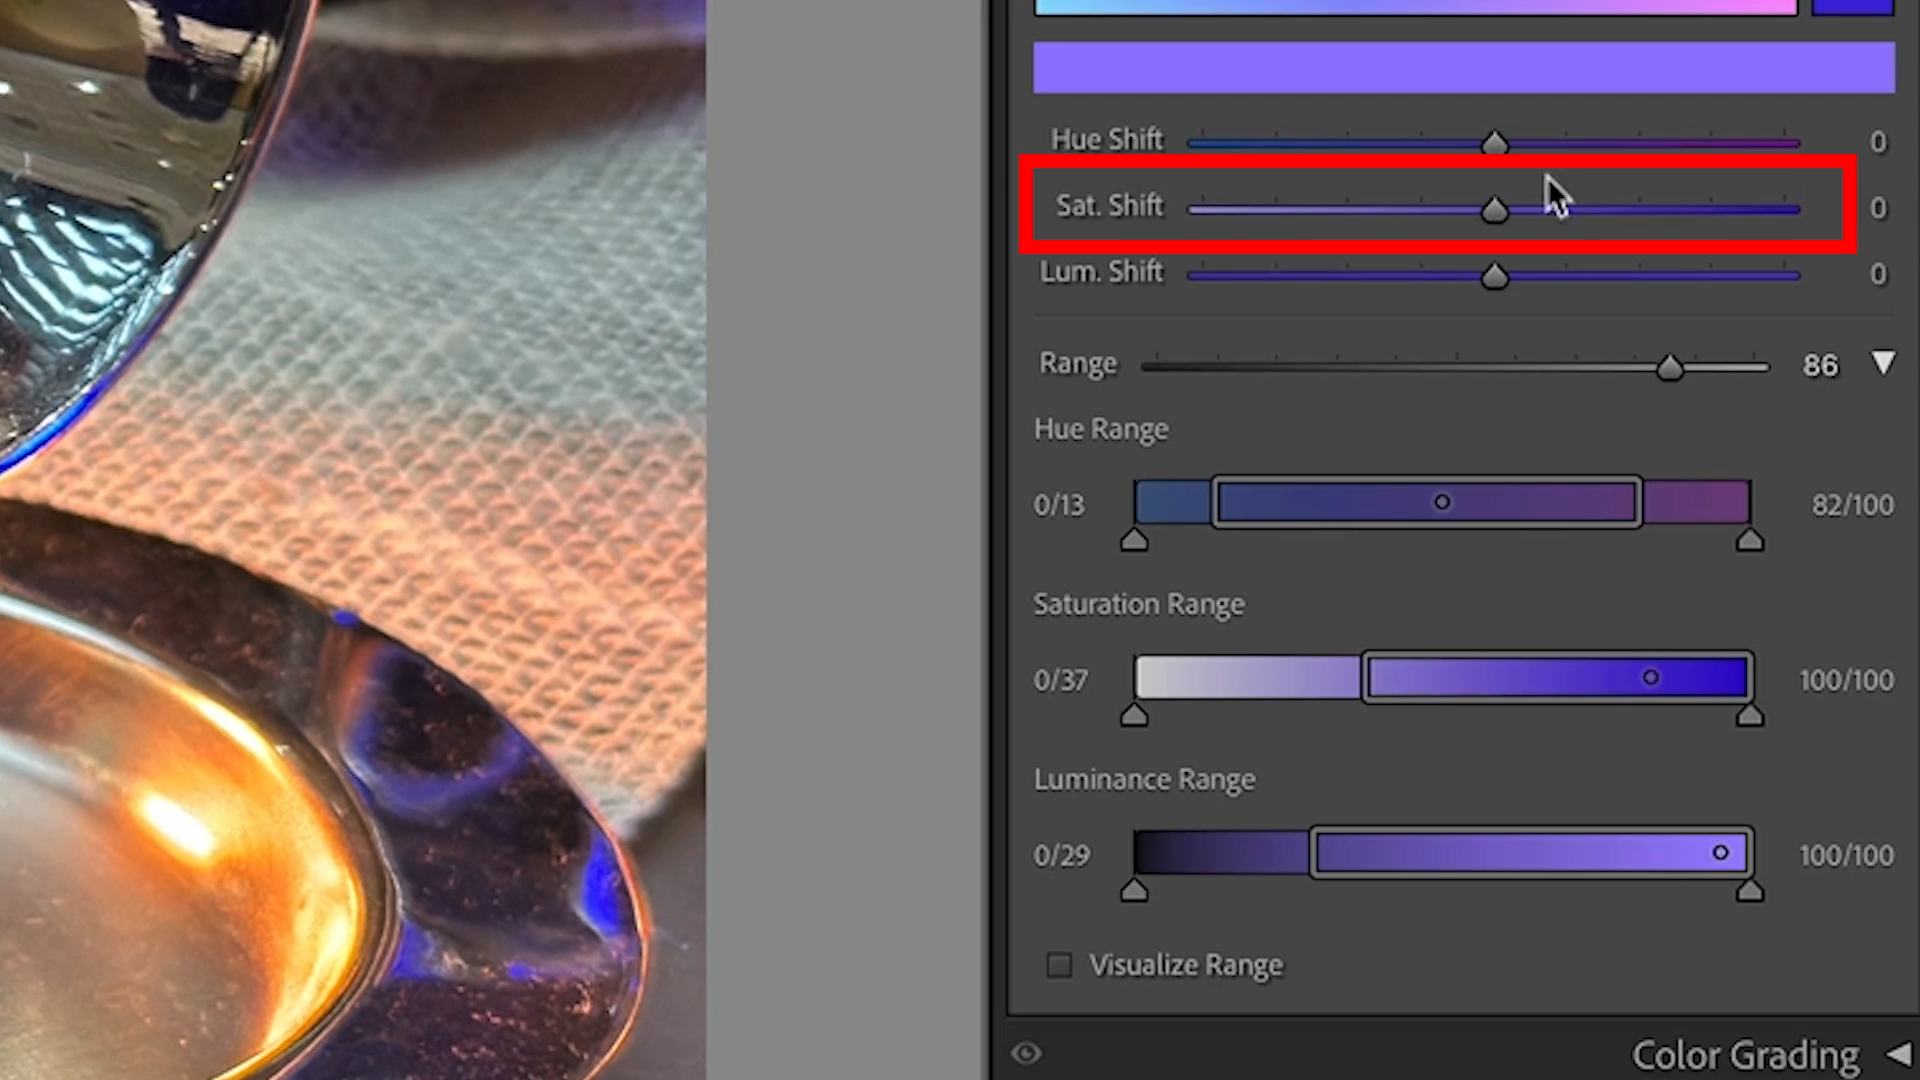 Hue Shift 0
Sat. Shift 0
Lum. Shift 0
Range 86
Hue Range
0/13 82/100
Saturation Range
0/37 100/100
Luminance Range
0/29 100/100
Visualize Range
Color Grading